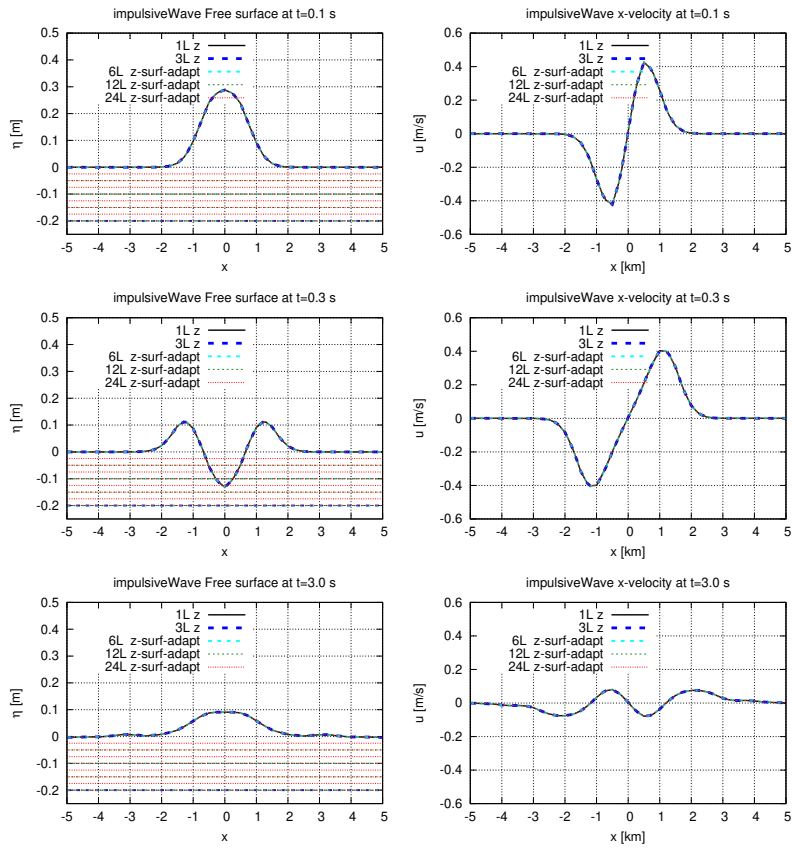 impulsiveWave Free surface at t=0.1 s
1L z
3L z
6L z-surf-adapt
12L z-surf-adapt
24L z-surf-adapt
η [m]
0.5
0.4
0.3
0.2
0.1
0
-0.1
-0.2
-5 -4 -3 -2 -1 0 1 2 3 4 5
x
impulsiveWave x-velocity at t=0.1 s
1L z
3L z
6L z-surf-adapt
12L z-surf-adapt
24L z-surf-adapt
u [m/s]
0.6
0.4
0.2
0
-0.2
-0.4
-0.6
-5 -4 -3 -2 -1 0 1 2 3 4 5
x [km]
impulsiveWave Free surface at t=0.3 s
1L z
3L z
6L z-surf-adapt
12L z-surf-adapt
24L z-surf-adapt
η [m]
0.5
0.4
0.3
0.2
0.1
0
-0.1
-0.2
-5 -4 -3 -2 -1 0 1 2 3 4 5
x
impulsiveWave x-velocity at t=0.3 s
1L z
3L z
6L z-surf-adapt
12L z-surf-adapt
24L z-surf-adapt
u [m/s]
0.6
0.4
0.2
0
-0.2
-0.4
-0.6
-5 -4 -3 -2 -1 0 1 2 3 4 5
x [km]
impulsiveWave Free surface at t=3.0 s
1L z
3L z
6L z-surf-adapt
12L z-surf-adapt
24L z-surf-adapt
η [m]
0.5
0.4
0.3
0.2
0.1
0
-0.1
-0.2
-5 -4 -3 -2 -1 0 1 2 3 4 5
x
impulsiveWave x-velocity at t=3.0 s
1L z
3L z
6L z-surf-adapt
12L z-surf-adapt
24L z-surf-adapt
u [m/s]
0.6
0.4
0.2
0
-0.2
-0.4
-0.6
-5 -4 -3 -2 -1 0 1 2 3 4 5
x [km]